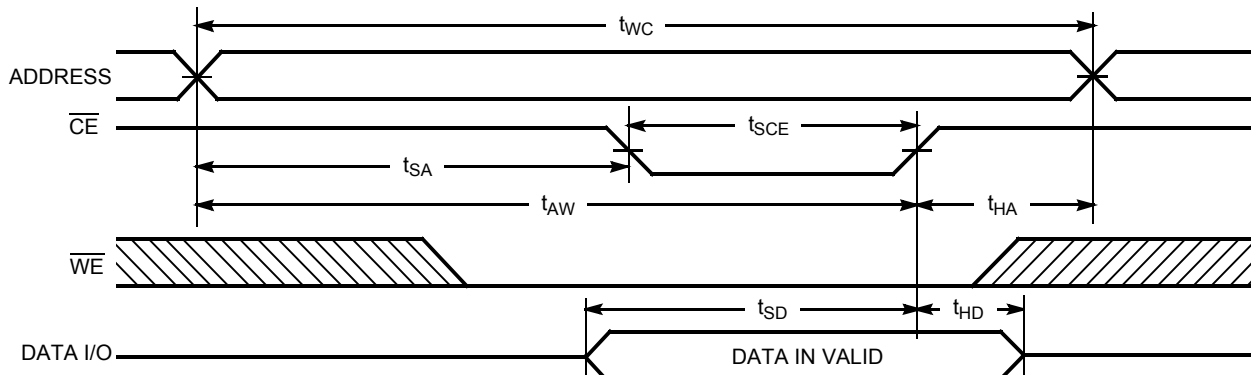 tWC
ADDRESS
CE
tSCE
tSA
tAW
tHA
WE
tSD
tHD
DATA I/O
DATA IN VALID